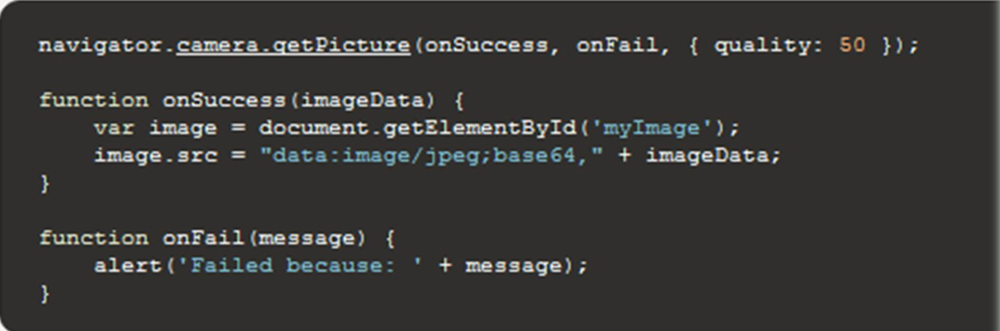 navigator.camera.getPicture(onSuccess, onFail, { quality: 50 });
function onSuccess(imageData) {
    var image = document.getElementById('myImage');
    image.src = "data:image/jpeg;base64," + imageData;
}
function onFail(message) {
    alert('Failed because: ' + message);
}